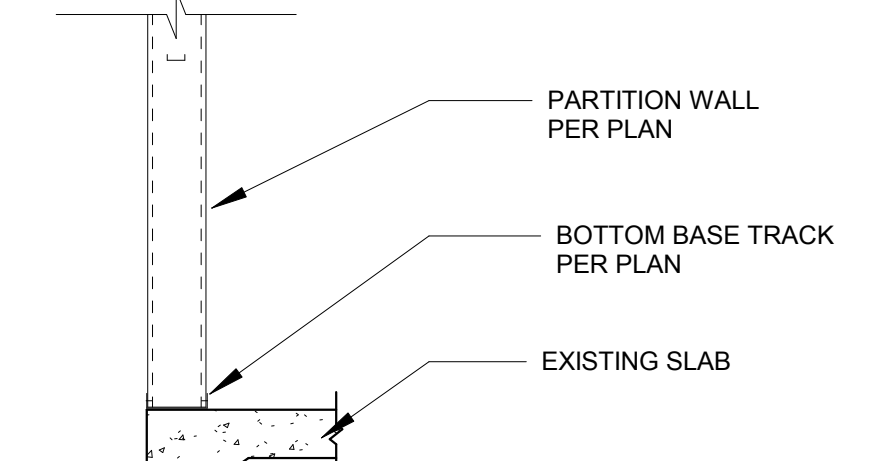 PARTITION WALL
PER PLAN
BOTTOM BASE TRACK
PER PLAN
EXISTING SLAB